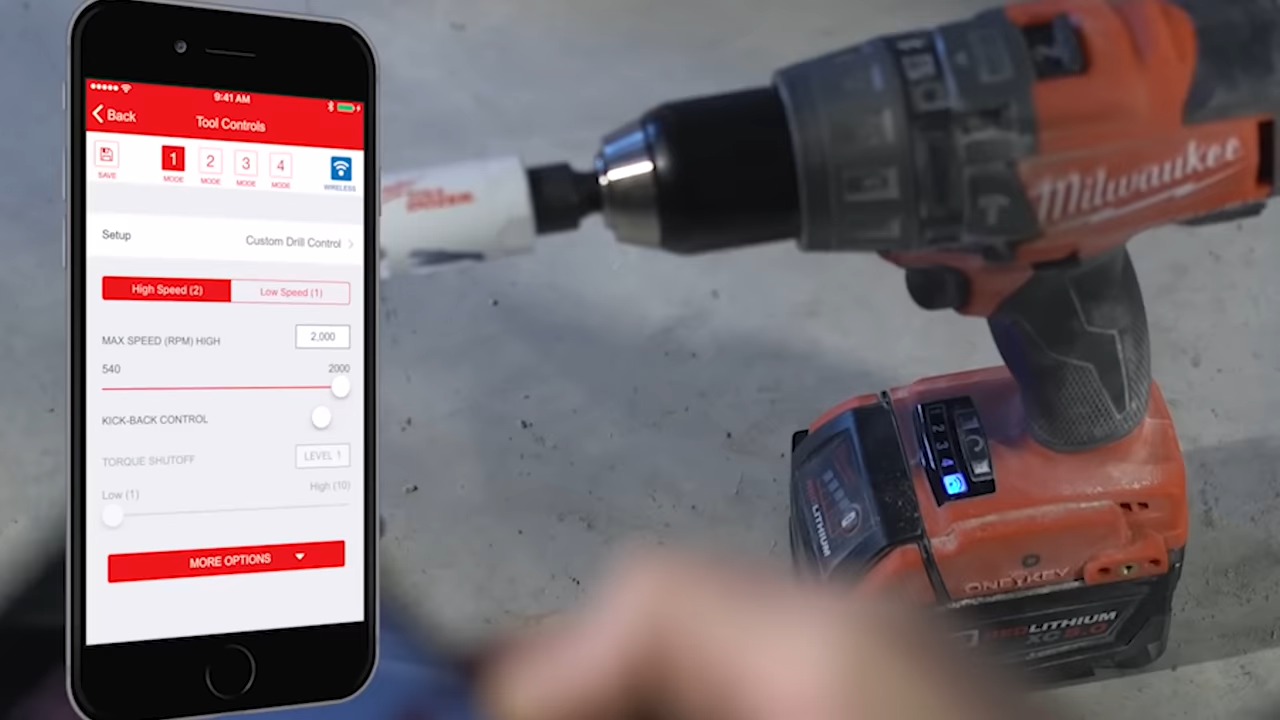 9:41 AM
Back
Tool Controls
1 2 3 4
SAVE MODE MODE MODE MODE WIRELESS
Setup
Custom Drill Control
High Speed (2)
Low Speed (1)
MAX SPEED (RPM) HIGH
2,000
540
2000
KICK-BACK CONTROL
TORQUE SHUTOFF
LEVEL 1
Low (1)
High (10)
MORE OPTIONS
Milwaukee
1
2
3
4
LITHIUM
ONE-KEY
REDLITHIUM
XC 5.0